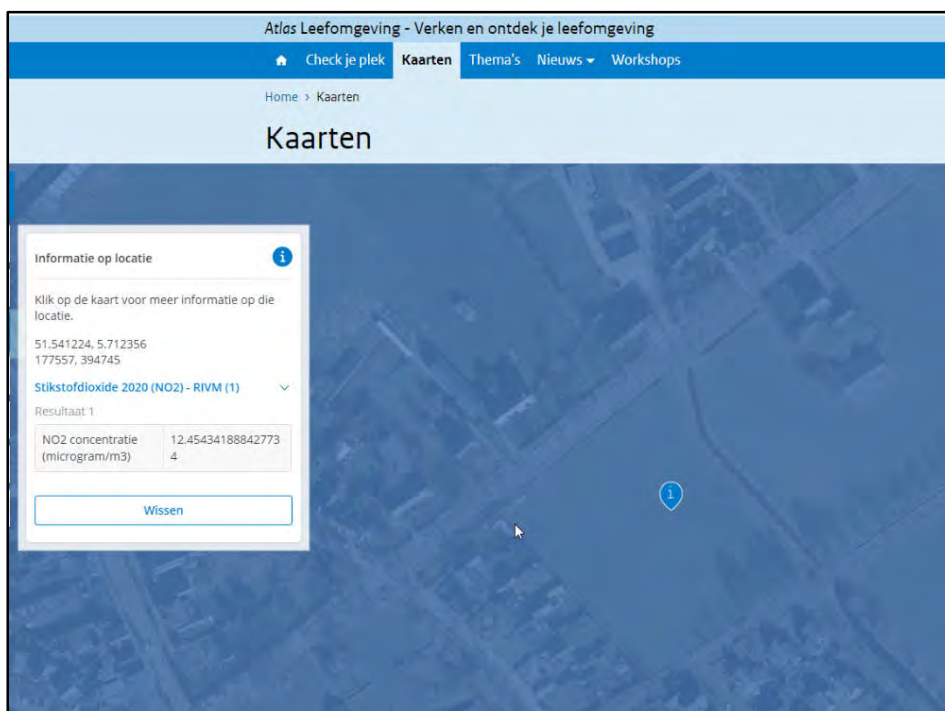 Atlas Leefomgeving - Verken en ontdek je leefomgeving
Check je plek Kaarten Thema's Nieuws Workshops
Home › Kaarten
Kaarten
Informatie op locatie
Klik op de kaart voor meer informatie op die
locatie.
51.541224, 5.712356
177557, 394745
Stikstofdioxide 2020 (NO2) - RIVM (1)
Resultaat 1
NO2 concentratie 12.45434188842773
(microgram/m3) 4
Wissen